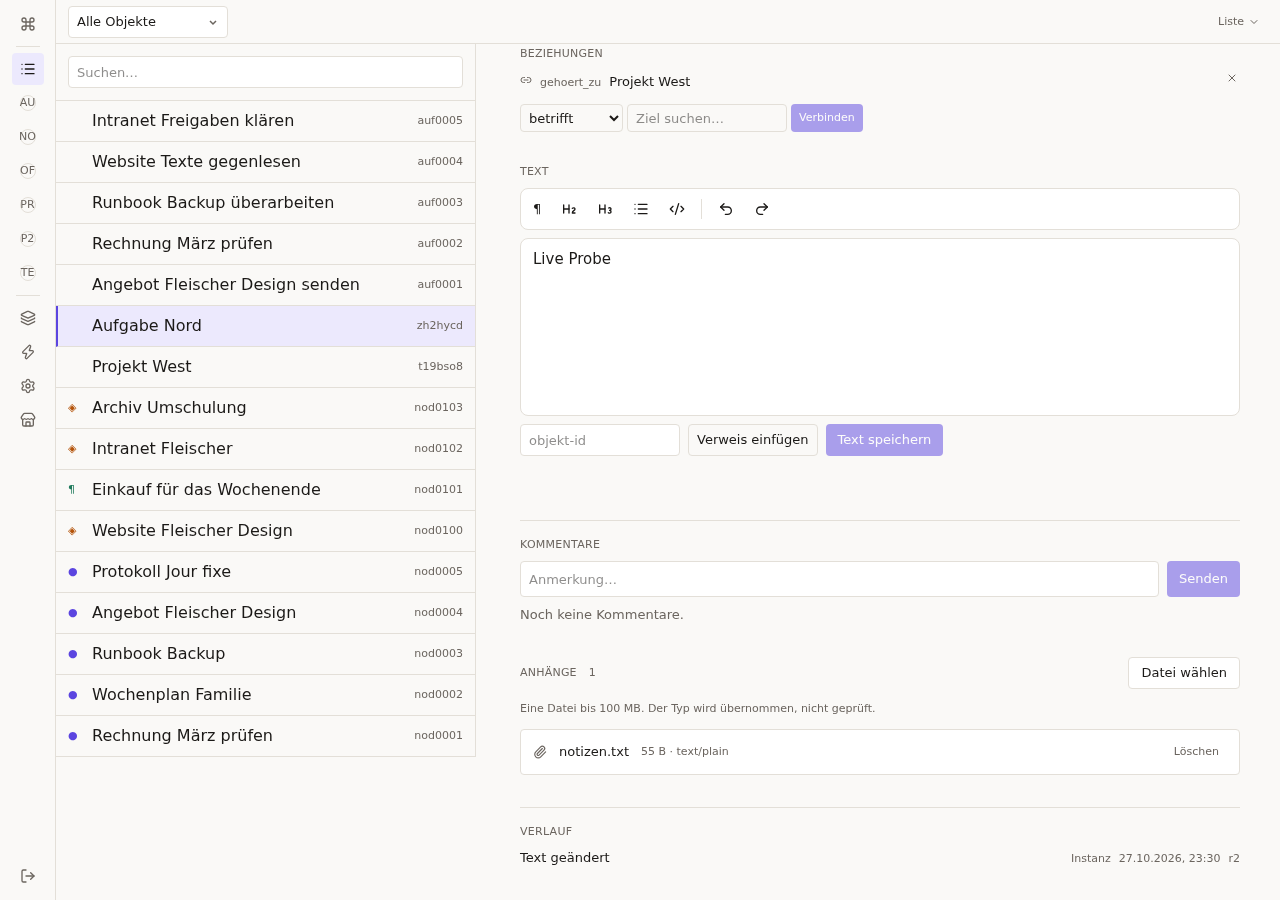 ⌘
Alle Objekte
Liste
AU
NO
OF
PR
P2
TE
Suchen…
Intranet Freigaben klären auf0005
Website Texte gegenlesen auf0004
Runbook Backup überarbeiten auf0003
Rechnung März prüfen auf0002
Angebot Fleischer Design senden auf0001
Aufgabe Nord zh2hycd
Projekt West t19bso8
◈ Archiv Umschulung nod0103
◈ Intranet Fleischer nod0102
¶ Einkauf für das Wochenende nod0101
◈ Website Fleischer Design nod0100
● Protokoll Jour fixe nod0005
● Angebot Fleischer Design nod0004
● Runbook Backup nod0003
● Wochenplan Familie nod0002
● Rechnung März prüfen nod0001
BEZIEHUNGEN
gehoert_zu Projekt West
betrifft Ziel suchen… Verbinden
TEXT
¶ H2 H3
Live Probe
objekt-id Verweis einfügen Text speichern
KOMMENTARE
Anmerkung… Senden
Noch keine Kommentare.
ANHÄNGE 1 Datei wählen
Eine Datei bis 100 MB. Der Typ wird übernommen, nicht geprüft.
notizen.txt 55 B · text/plain Löschen
VERLAUF
Text geändert Instanz 27.10.2026, 23:30 r2